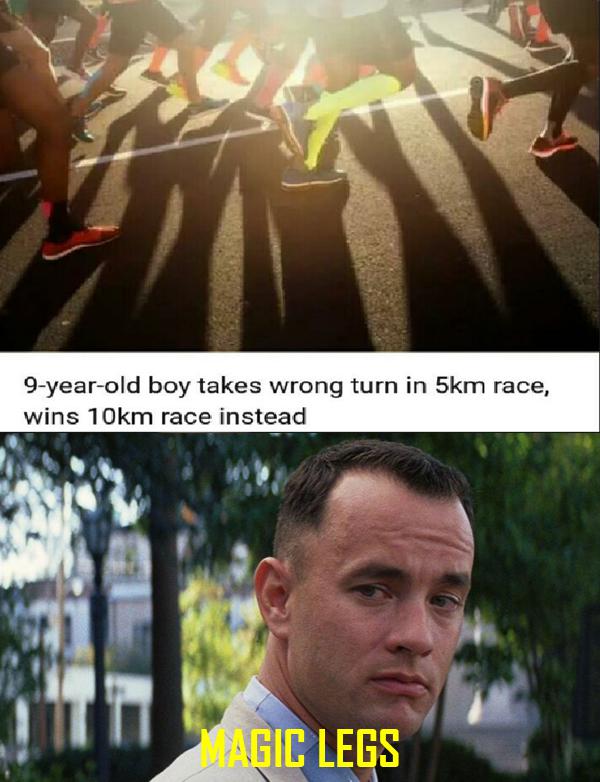 9-year-old boy takes wrong turn in 5km race,
wins 10km race instead
MAGIC LEGS